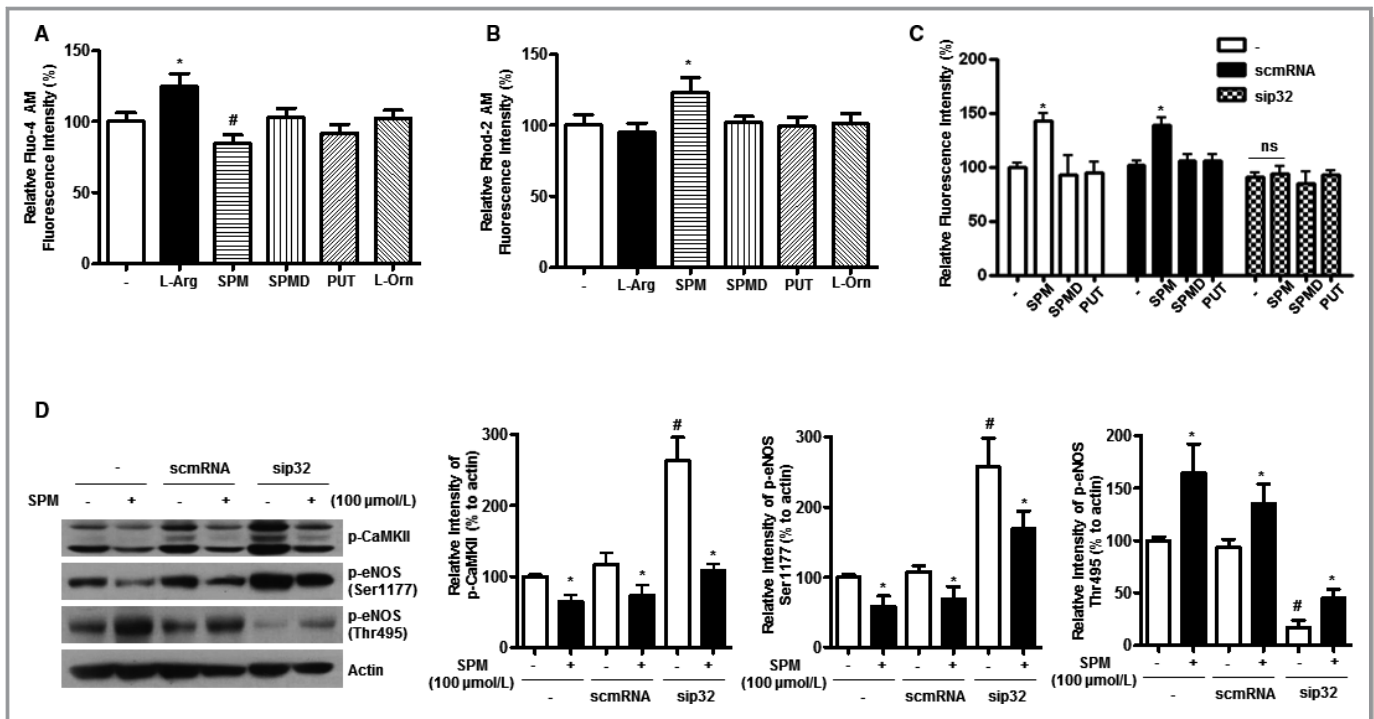 A
Relative Fluo-4 AM
Fluorescence Intensity (%)
150
100
50
0
*
#
- L-Arg SPM SPMD PUT L-Orn
B
Relative Rhod-2 AM
Fluorescence Intensity (%)
150
100
50
0
*
- L-Arg SPM SPMD PUT L-Orn
C
Relative Fluorescence Intensity (%)
200
150
100
50
0
-
scmRNA
sip32
*
*
ns
- SPM SPMD PUT - SPM SPMD PUT - SPM SPMD PUT
D
- scmRNA sip32
SPM - + - + - + (100 µmol/L)
p-CaMKII
p-eNOS
(Ser1177)
p-eNOS
(Thr495)
Actin
Relative Intensity of
p-CaMKII (% to actin)
300
200
100
0
*
*
#
*
SPM - + - + - +
(100 µmol/L)
- scmRNA sip32
Relative Intensity of p-eNOS
Ser1177 (% to actin)
300
200
100
0
*
*
#
*
SPM - + - + - +
(100 µmol/L)
- scmRNA sip32
Relative Intensity of p-eNOS
Thr495 (% to actin)
200
150
100
50
0
*
*
#
*
SPM - + - + - +
(100 µmol/L)
- scmRNA sip32